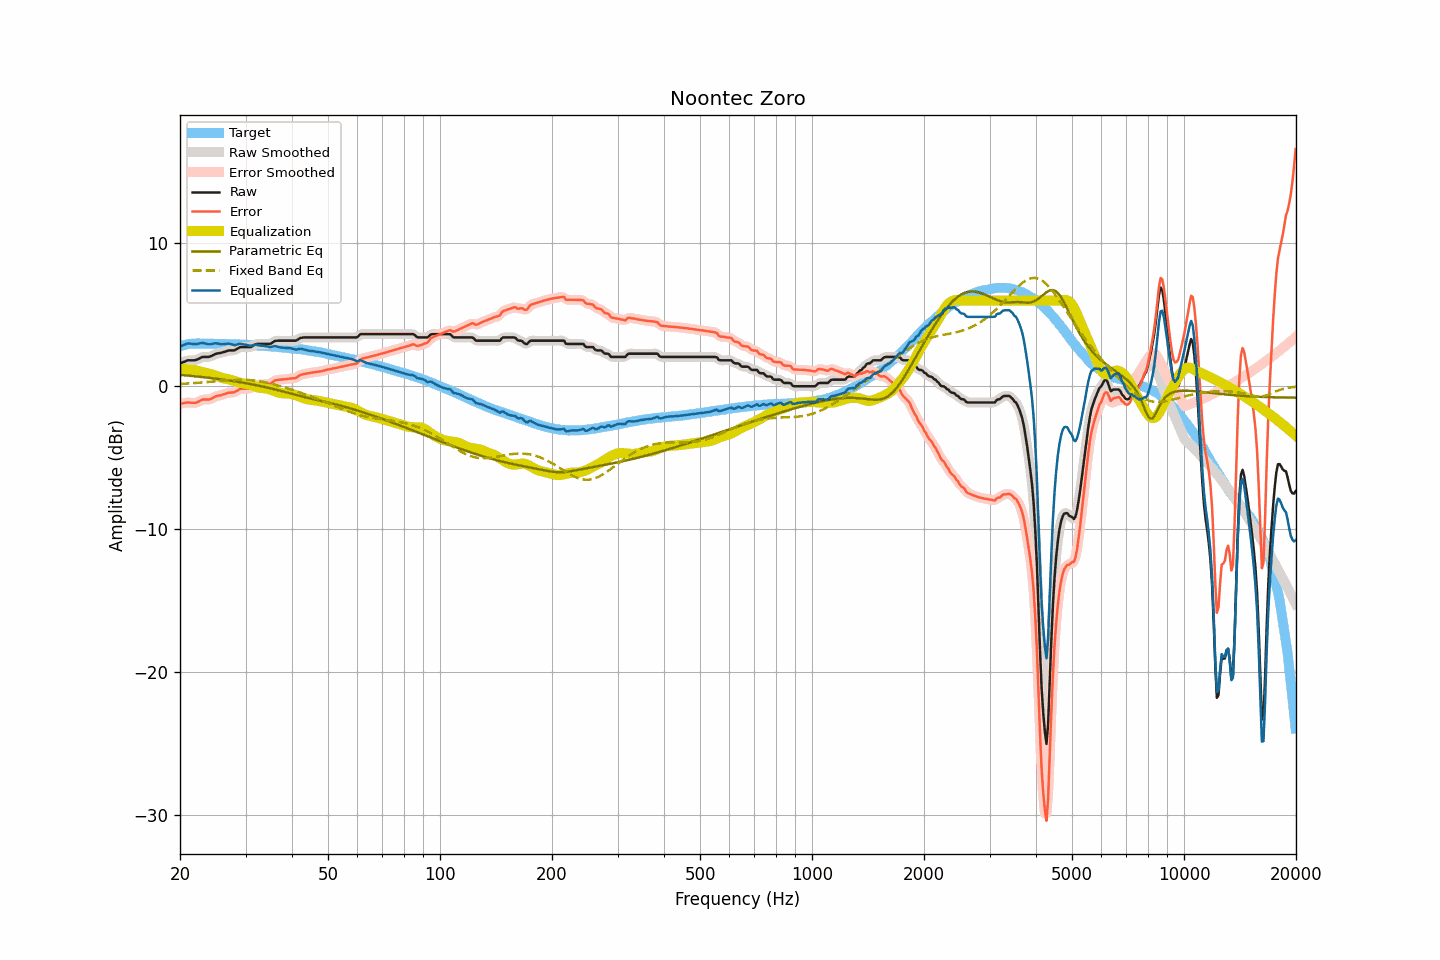 Noontec Zoro
Target
Raw Smoothed
Error Smoothed
Raw
Error
Equalization
Parametric Eq
Fixed Band Eq
Equalized
10
0
−10
−20
−30
Amplitude (dBr)
20 50 100 200 500 1000 2000 5000 10000 20000
Frequency (Hz)